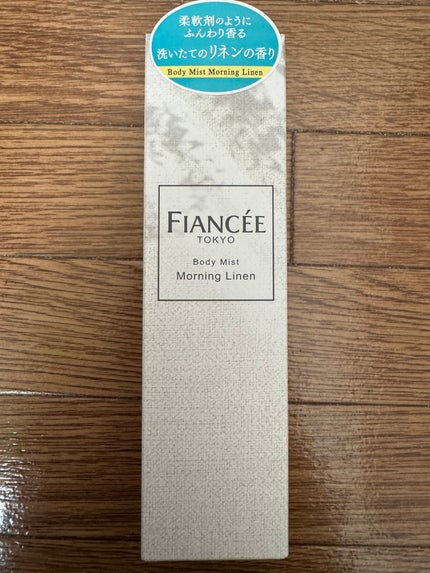 柔軟剤のように
ふんわり香る
洗いたてのリネンの香り
Body Mist Morning Linen
FIANCÉE
TOKYO
Body Mist
Morning Linen